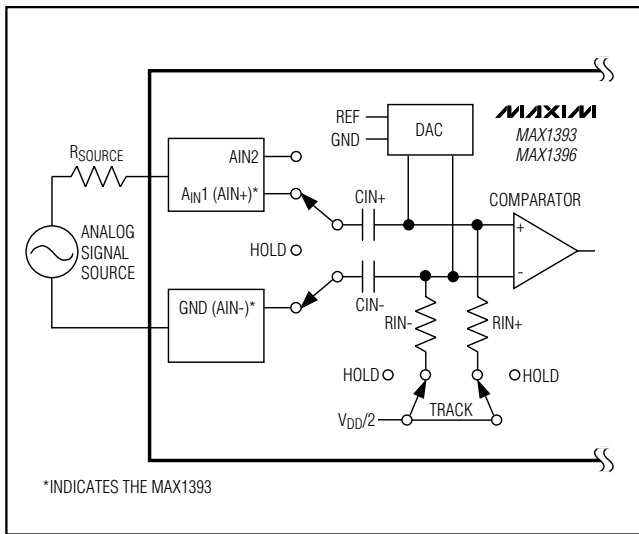 MAXIM
MAX1393
MAX1396
REF
GND
DAC
RSOURCE
AIN2
AIN1 (AIN+)*
CIN+
COMPARATOR
+
-
ANALOG
SIGNAL
SOURCE
HOLD
GND (AIN-)*
CIN-
RIN-
RIN+
HOLD
HOLD
VDD/2
TRACK
*INDICATES THE MAX1393